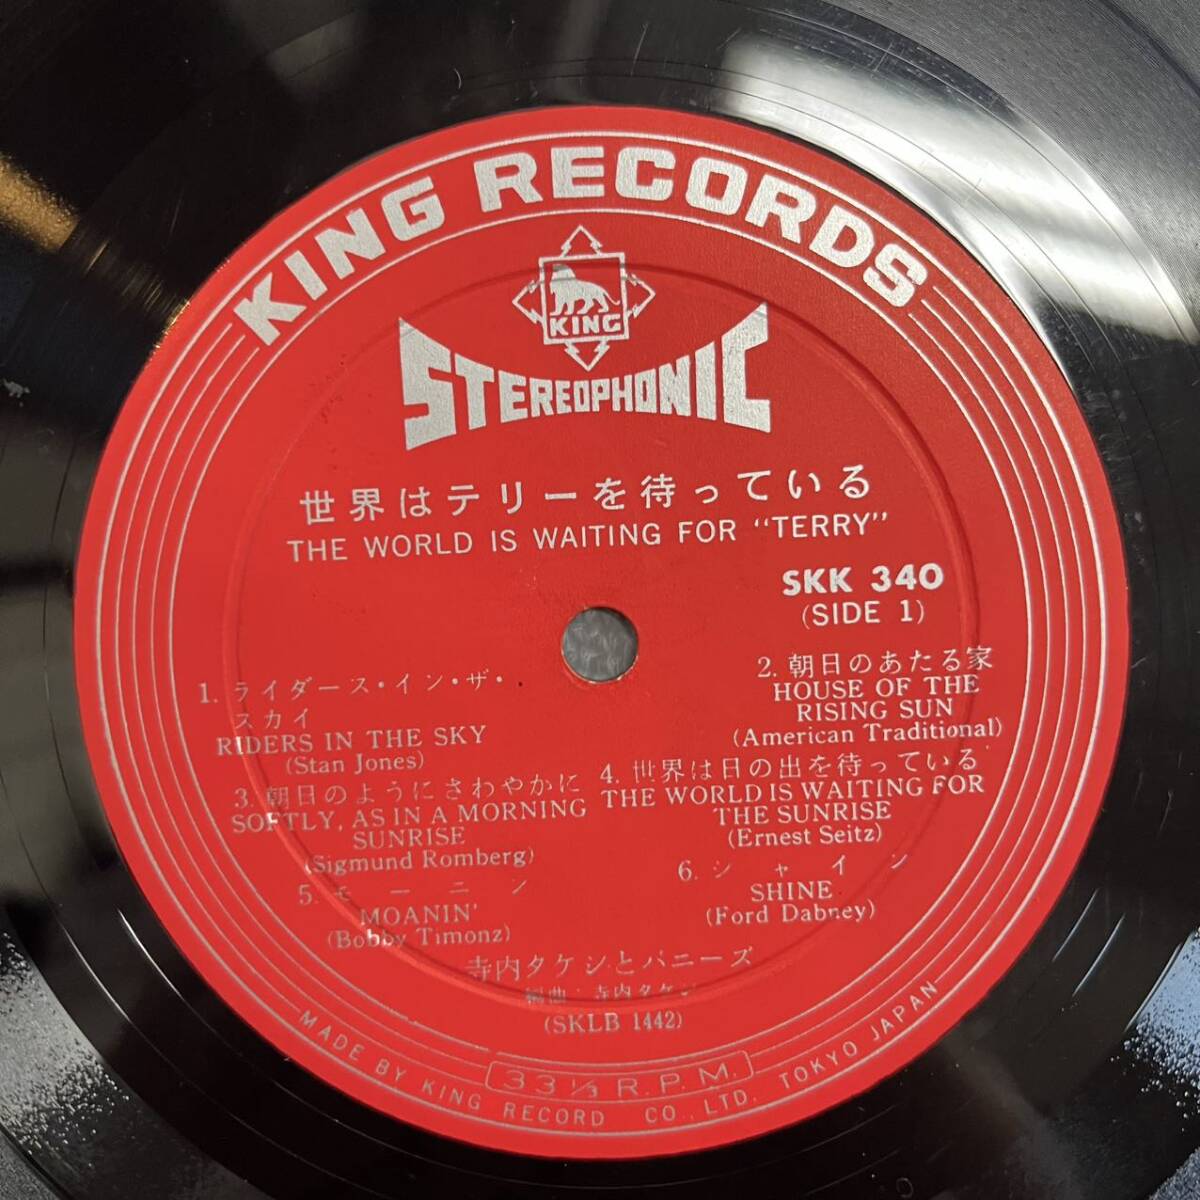 KING RECORDS
KING
STEREOPHONIC
世界はテリーを待っている
THE WORLD IS WAITING FOR “TERRY”
SKK 340
(SIDE 1)
1. ライダース・イン・ザ・
スカイ
RIDERS IN THE SKY
(Stan Jones)
2. 朝日のあたる家
HOUSE OF THE
RISING SUN
(American Traditional)
3. 朝日のようにさわやかに
SOFTLY, AS IN A MORNING
SUNRISE
(Sigmund Romberg)
4. 世界は日の出を待っている
THE WORLD IS WAITING FOR
THE SUNRISE
(Ernest Seitz)
5. モーニン
MOANIN'
(Bobby Timonz)
6. シャイン
SHINE
(Ford Dabney)
寺内タケシとバニーズ
編曲：寺内タケシ
(SKLB 1442)
33⅓ R.P.M.
MADE BY KING RECORD CO., LTD. TOKYO JAPAN